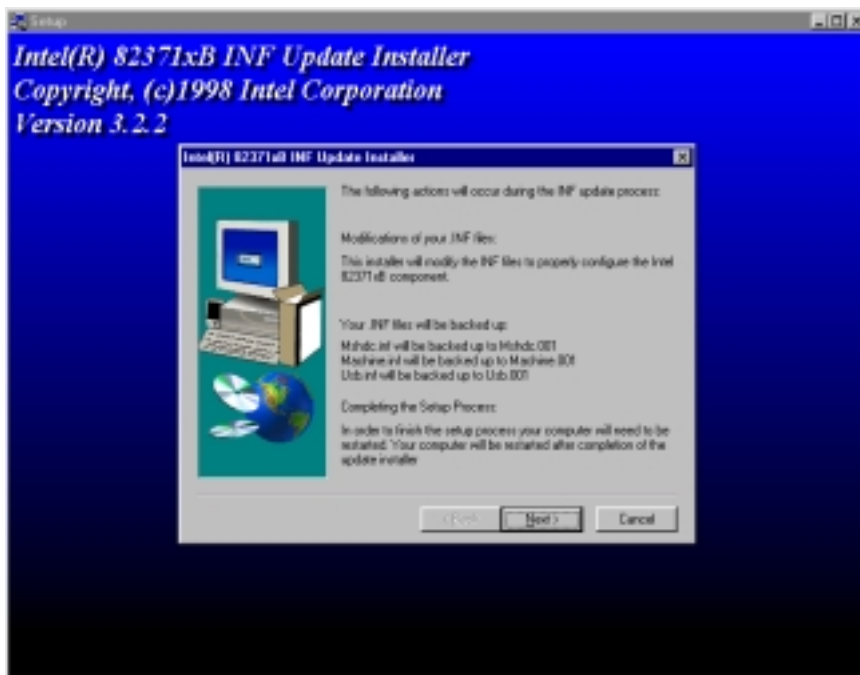 Setup
Intel(R) 82371xB INF Update Installer
Copyright, (c)1998 Intel Corporation
Version 3.2.2
Intel(R) 82371xB INF Update Installer
The following actions will occur during the INF update process:
Modifications of your .INF files:
This installer will modify the INF files to properly configure the Intel
82371xB component.
Your .INF files will be backed up:
Mshdc.inf will be backed up to Mshdc.001
Machine.inf will be backed up to Machine.001
Usb.inf will be backed up to Usb.001
Completing the Setup Process:
In order to finish the setup process your computer will need to be
restarted. Your computer will be restarted after completion of the
update installer
< Back
Next >
Cancel